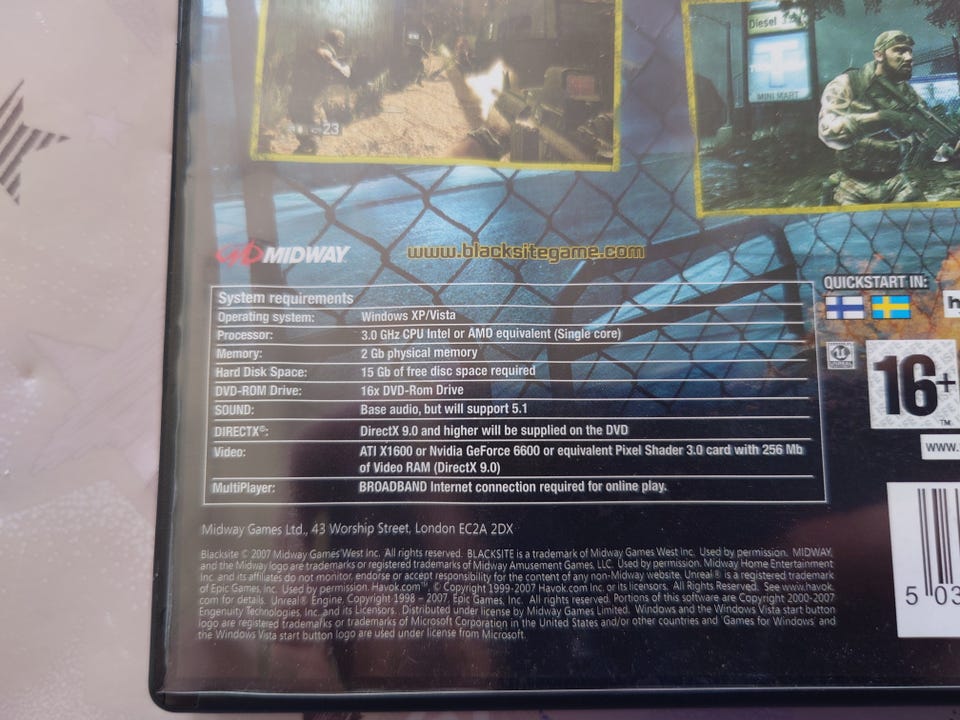 23
Diesel
MINI MART
MIDWAY
www.blacksitegame.com
QUICKSTART IN:
System requirements
Operating system: Windows XP/Vista
Processor: 3.0 GHz CPU Intel or AMD equivalent (Single core)
Memory: 2 Gb physical memory
Hard Disk Space: 15 Gb of free disc space required
DVD-ROM Drive: 16x DVD-Rom Drive
SOUND: Base audio, but will support 5.1
DIRECTX©: DirectX 9.0 and higher will be supplied on the DVD
Video: ATI X1600 or Nvidia GeForce 6600 or equivalent Pixel Shader 3.0 card with 256 Mb
of Video RAM (DirectX 9.0)
MultiPlayer: BROADBAND Internet connection required for online play.
16+
TM
www.
5 03
Midway Games Ltd., 43 Worship Street, London EC2A 2DX
Blacksite © 2007 Midway Games West Inc. All rights reserved. BLACKSITE is a trademark of Midway Games West Inc. Used by permission. MIDWAY,
and the Midway logo are trademarks or registered trademarks of Midway Amusement Games, LLC. Used by permission. Midway Home Entertainment
Inc. and its affiliates do not monitor, endorse or accept responsibility for the content of any non-Midway website. Unreal® is a registered trademark
of Epic Games, Inc. Used by permission. Havok.com™, © Copyright 1999-2007 Havok.com Inc. or its licensors. All Rights Reserved. See www.havok.
com for details. Unreal® Engine, Copyright 1998 – 2007, Epic Games, Inc. All rights reserved. Portions of this software are Copyright 2000-2007
Engenuity Technologies, Inc. and its Licensors. Distributed under license by Midway Games Limited. Windows and the Windows Vista start button
logo are registered trademarks or trademarks of Microsoft Corporation in the United States and/or other countries and 'Games for Windows' and
the Windows Vista start button logo are used under license from Microsoft.